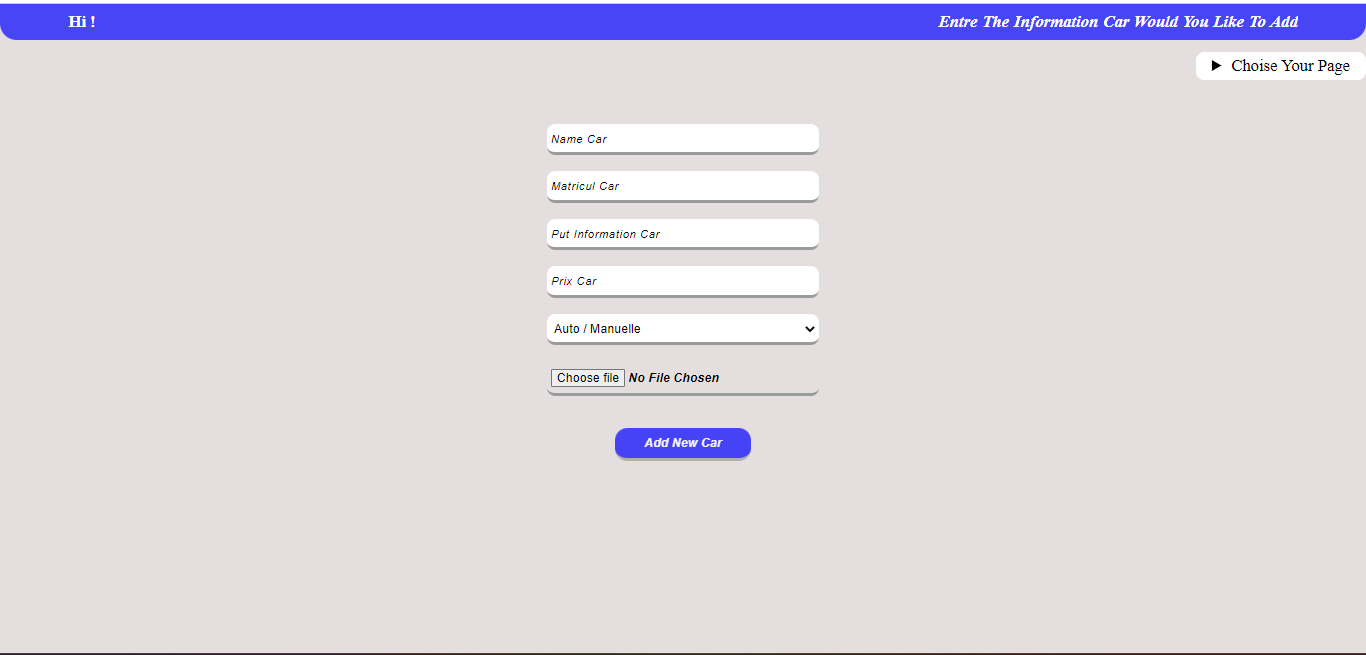 Hi !
Entre The Information Car Would You Like To Add
▶ Choise Your Page
Name Car
Matricul Car
Put Information Car
Prix Car
Auto / Manuelle
Choose file No File Chosen
Add New Car